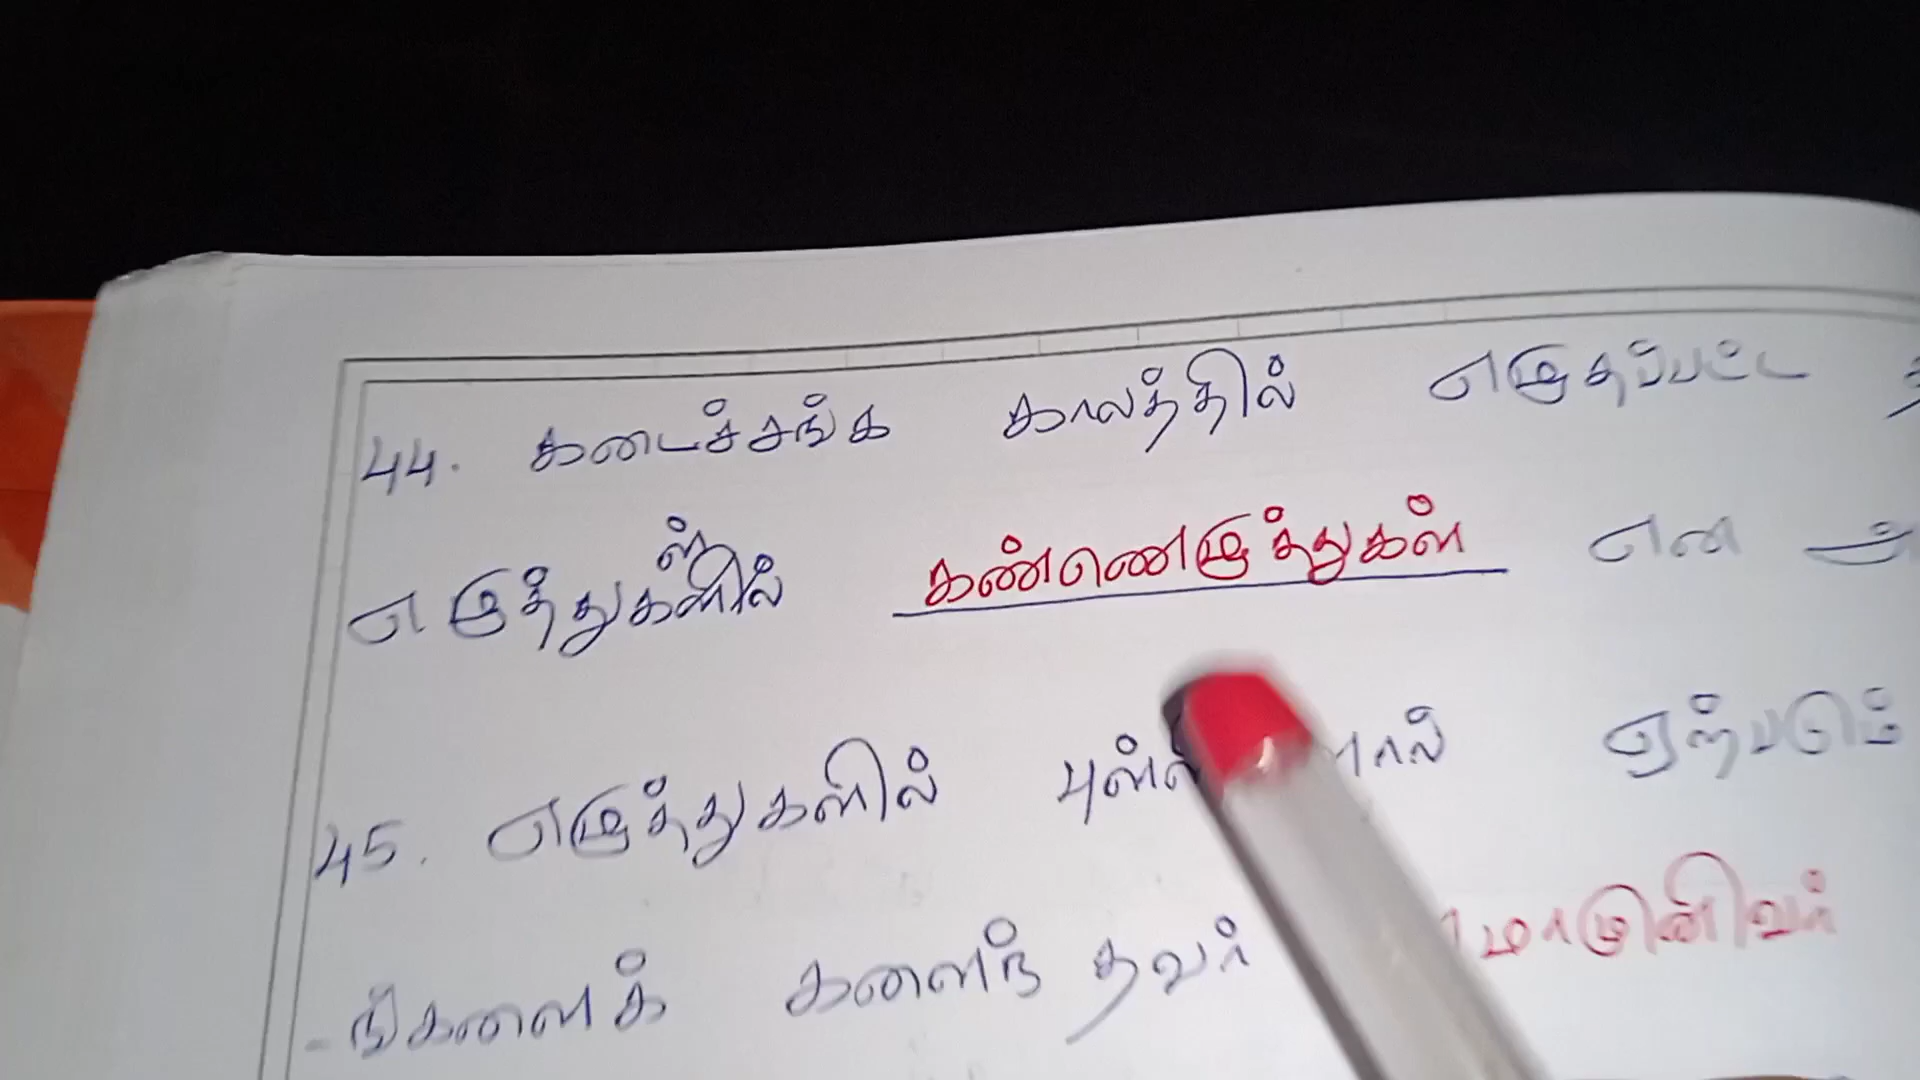 44. கடைச்சங்க காலத்தில் எழுதப்பட்ட
எழுத்துகளில் கண்ணெழுத்துகள் என
45. எழுத்துகளில் ஏற்படும்
-ங்களைக் களைந்தவர் மாமுனிவர்